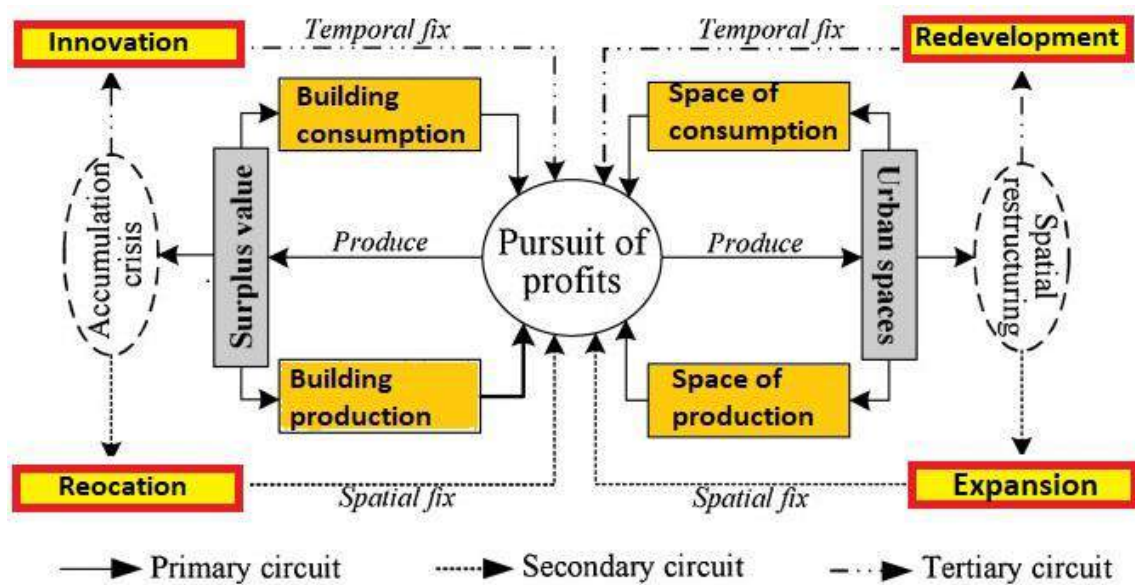 Innovation
Temporal fix
Temporal fix
Redevelopment
Building
consumption
Space of
consumption
Accumulation
crisis
Surplus value
Produce
Pursuit of
profits
Produce
Urban spaces
Spatial
restructuring
Building
production
Space of
production
Reocation
Spatial fix
Spatial fix
Expansion
Primary circuit
Secondary circuit
Tertiary circuit